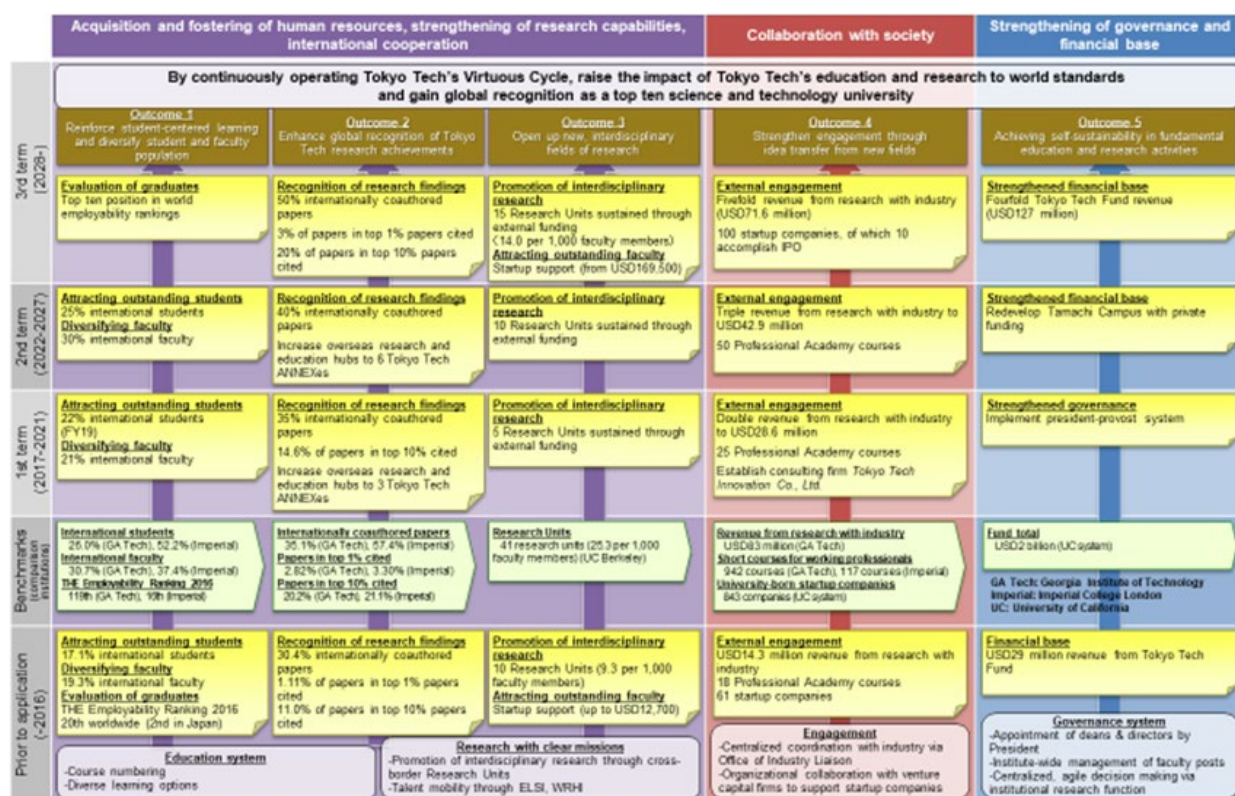 Acquisition and fostering of human resources, strengthening of research capabilities,
international cooperation
Collaboration with society
Strengthening of governance and
financial base
By continuously operating Tokyo Tech's Virtuous Cycle, raise the impact of Tokyo Tech's education and research to world standards
and gain global recognition as a top ten science and technology university
3rd term
(2028-)
Outcome 1
Reinforce student-centered learning
and diversify student and faculty
population
Outcome 2
Enhance global recognition of Tokyo
Tech research achievements
Outcome 3
Open up new, interdisciplinary
fields of research
Outcome 4
Strengthen engagement through
idea transfer from new fields
Outcome 5
Achieving self-sustainability in fundamental
education and research activities
Evaluation of graduates
Top ten position in world
employability rankings
Recognition of research findings
50% internationally coauthored
papers
3% of papers in top 1% papers cited
20% of papers in top 10% papers
cited
Promotion of interdisciplinary
research
15 Research Units sustained through
external funding
(14.0 per 1,000 faculty members)
Attracting outstanding faculty
Startup support (from USD169,500)
External engagement
Fivefold revenue from research with industry
(USD71.6 million)
100 startup companies, of which 10
accomplish IPO
Strengthened financial base
Fourfold Tokyo Tech Fund revenue
(USD127 million)
2nd term
(2022-2027)
Attracting outstanding students
25% international students
Diversifying faculty
30% international faculty
Recognition of research findings
40% internationally coauthored
papers
Increase overseas research and
education hubs to 6 Tokyo Tech
ANNEXes
Promotion of interdisciplinary
research
10 Research Units sustained through
external funding
External engagement
Triple revenue from research with industry to
USD42.9 million
50 Professional Academy courses
Strengthened financial base
Redevelop Tamachi Campus with private
funding
1st term
(2017-2021)
Attracting outstanding students
22% international students
(FY19)
Diversifying faculty
21% international faculty
Recognition of research findings
35% internationally coauthored
papers
14.6% of papers in top 10% cited
Increase overseas research and
education hubs to 3 Tokyo Tech
ANNEXes
Promotion of interdisciplinary
research
5 Research Units sustained through
external funding
External engagement
Double revenue from research with industry
to USD28.6 million
25 Professional Academy courses
Establish consulting firm Tokyo Tech
Innovation Co., Ltd.
Strengthened governance
Implement president-provost system
Benchmarks
(comparison
institutions)
International students
26.0% (GA Tech), 52.2% (Imperial)
International faculty
30.7% (GA Tech), 37.4% (Imperial)
THE Employability Ranking 2016
119th (GA Tech), 16th (Imperial)
Internationally coauthored papers
35.1% (GA Tech), 57.4% (Imperial)
Papers in top 1% cited
2.82% (GA Tech), 3.30% (Imperial)
Papers in top 10% cited
20.2% (GA Tech), 21.1% (Imperial)
Research Units
41 research units (25.3 per 1,000
faculty members) (UC Berkeley)
Revenue from research with industry
USD83 million (GA Tech)
Short courses for working professionals
942 courses (GA Tech), 117 courses (Imperial)
University-born startup companies
843 companies (UC system)
Fund total
USD2 billion (UC system)
GA Tech: Georgia Institute of Technology
Imperial: Imperial College London
UC: University of California
Prior to application
(-2016)
Attracting outstanding students
17.1% international students
Diversifying faculty
19.3% international faculty
Evaluation of graduates
THE Employability Ranking 2016
20th worldwide (2nd in Japan)
Recognition of research findings
30.4% internationally coauthored
papers
1.11% of papers in top 1% papers
cited
11.0% of papers in top 10% papers
cited
Promotion of interdisciplinary
research
10 Research Units (9.3 per 1,000
faculty members)
Attracting outstanding faculty
Startup support (up to USD12,700)
External engagement
USD14.3 million revenue from research with
industry
18 Professional Academy courses
61 startup companies
Financial base
USD29 million revenue from Tokyo Tech
Fund
Education system
-Course numbering
-Diverse learning options
Research with clear missions
-Promotion of interdisciplinary research through cross-
border Research Units
-Talent mobility through ELSI, WRHI
Engagement
-Centralized coordination with industry via
Office of Industry Liaison
-Organizational collaboration with venture
capital firms to support startup companies
Governance system
-Appointment of deans & directors by
President
-Institute-wide management of faculty posts
-Centralized, agile decision making via
institutional research function